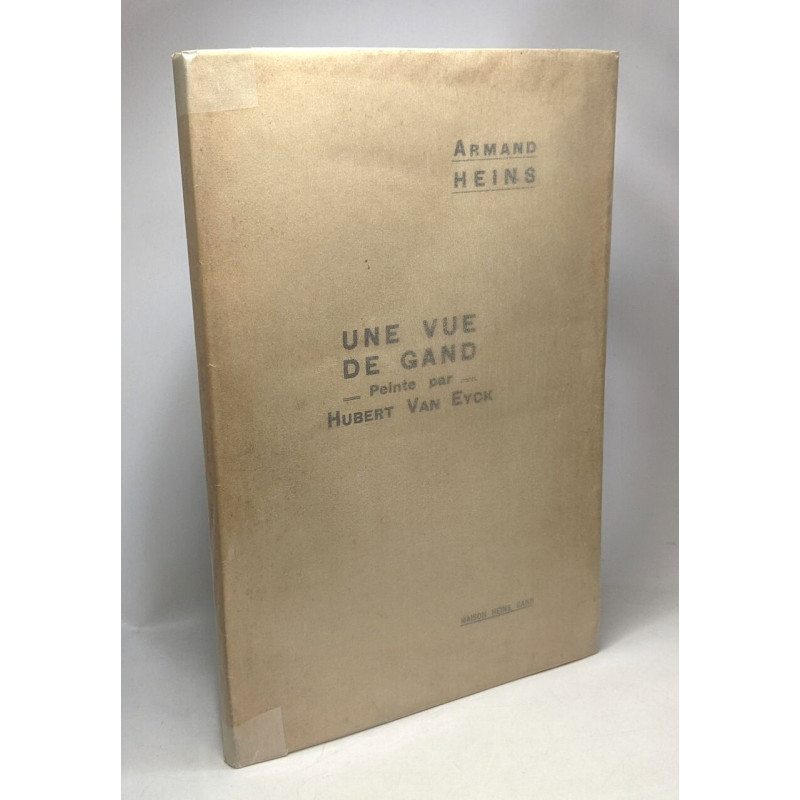 ARMAND
HEINS
UNE VUE
DE GAND
— Peinte par —
HUBERT VAN EYCK
MAISON HEINS, GAND